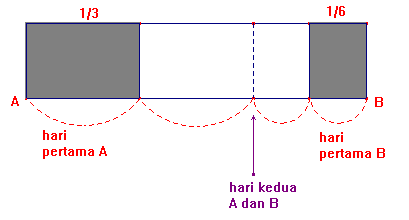 1/3
1/6
A
B
hari
pertama A
hari
pertama B
hari kedua
A dan B